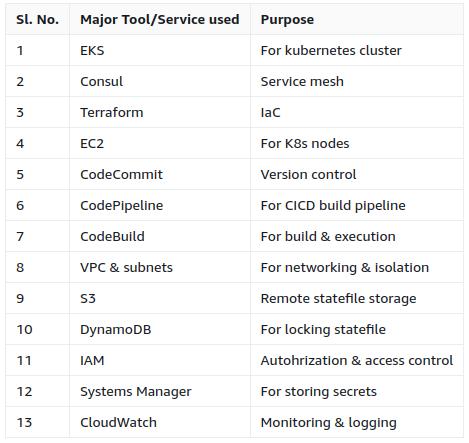 Sl. No. Major Tool/Service used Purpose
1 EKS For kubernetes cluster
2 Consul Service mesh
3 Terraform IaC
4 EC2 For K8s nodes
5 CodeCommit Version control
6 CodePipeline For CICD build pipeline
7 CodeBuild For build & execution
8 VPC & subnets For networking & isolation
9 S3 Remote statefile storage
10 DynamoDB For locking statefile
11 IAM Autohrization & access control
12 Systems Manager For storing secrets
13 CloudWatch Monitoring & logging